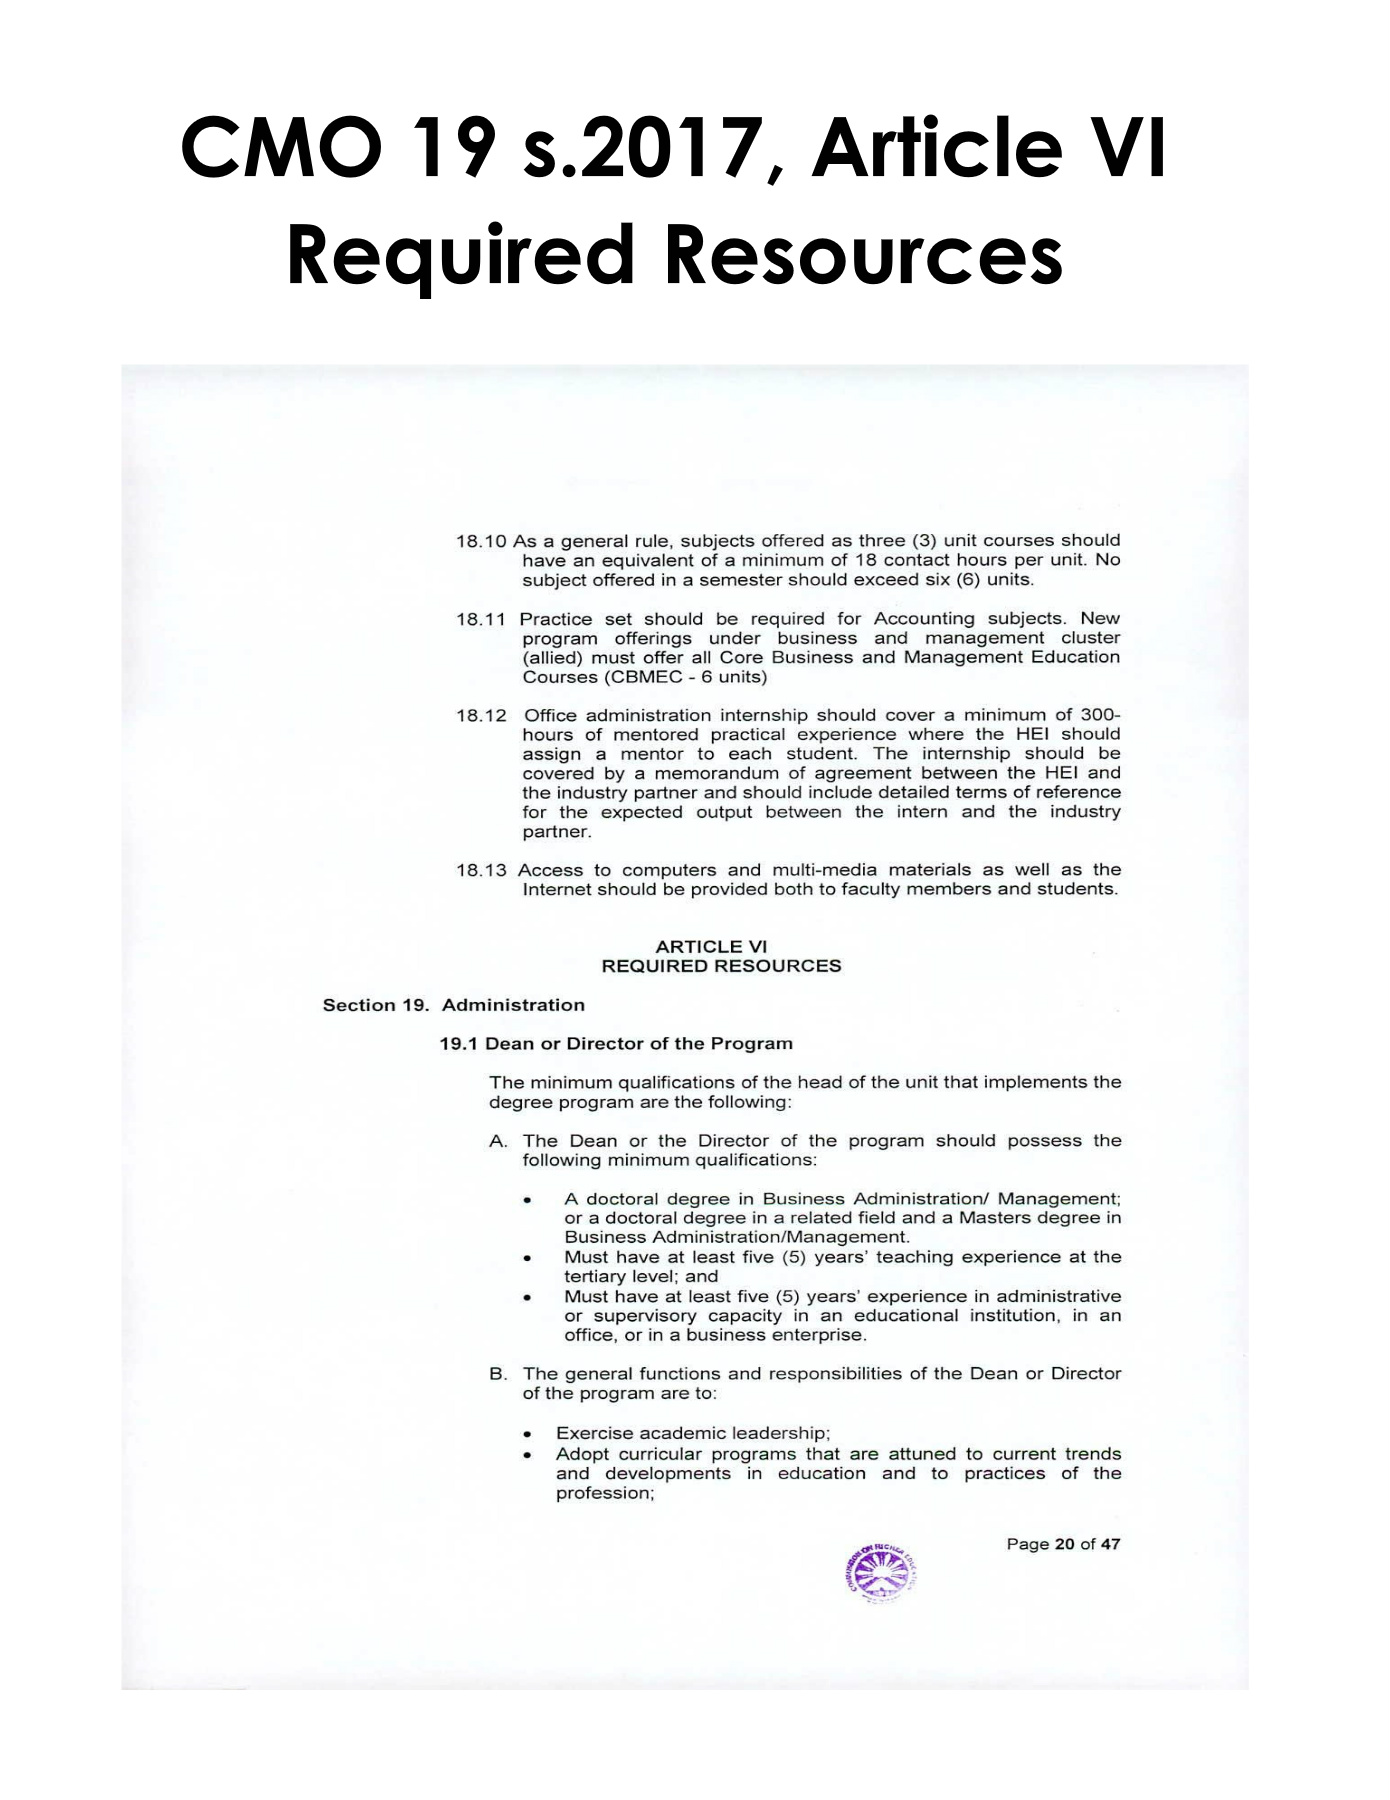 CMO 19 s.2017, Article VI
Required Resources
18.10 As a general rule, subjects offered as three (3) unit courses should
have an equivalent of a minimum of 18 contact hours per unit. No
subject offered in a semester should exceed six (6) units.
18.11 Practice set should be required for Accounting subjects. New
program offerings under business and management cluster
(allied) must offer all Core Business and Management Education
Courses (CBMEC - 6 units)
18.12 Office administration internship should cover a minimum of 300-
hours of mentored practical experience where the HEI should
assign a mentor to each student. The internship should be
covered by a memorandum of agreement between the HEI and
the industry partner and should include detailed terms of reference
for the expected output between the intern and the industry
partner.
18.13 Access to computers and multi-media materials as well as the
Internet should be provided both to faculty members and students.
ARTICLE VI
REQUIRED RESOURCES
Section 19. Administration
19.1 Dean or Director of the Program
The minimum qualifications of the head of the unit that implements the
degree program are the following:
A. The Dean or the Director of the program should possess the
following minimum qualifications:
• A doctoral degree in Business Administration/ Management;
or a doctoral degree in a related field and a Masters degree in
Business Administration/Management.
• Must have at least five (5) years' teaching experience at the
tertiary level; and
• Must have at least five (5) years' experience in administrative
or supervisory capacity in an educational institution, in an
office, or in a business enterprise.
B. The general functions and responsibilities of the Dean or Director
of the program are to:
• Exercise academic leadership;
• Adopt curricular programs that are attuned to current trends
and developments in education and to practices of the
profession;
Page 20 of 47
COMMISSION ON HIGHER EDUCATION